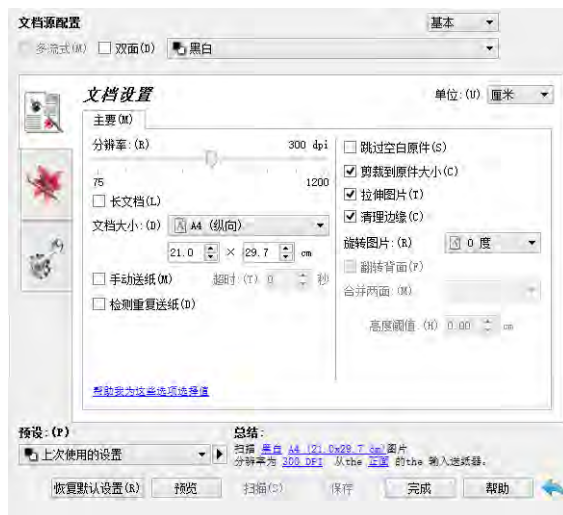 文档源配置
基本
多流式(M) 双面(D) 黑白
文档设置
单位:(U) 厘米
主要(M)
分辨率:(R) 300 dpi
75 1200
长文档(L)
文档大小:(D) A4 (纵向)
21.0 × 29.7 cm
手动送纸(M) 超时(T) 0 秒
检测重复送纸(D)
帮助我为这些选项选择值
跳过空白原件(S)
剪裁到原件大小(C)
拉伸图片(T)
清理边缘(C)
旋转图片:(R) 0 度
翻转背面(F)
合并两面:(M)
高度阈值:(H) 0.00 cm
预设:(P)
上次使用的设置
总结:
扫描 黑白 A4 (21.0x29.7 cm)图片
分辨率为 300 DPI 从the 正面 的the 输入送纸器.
恢复默认设置(R) 预览 扫描(S) 保存 完成 帮助